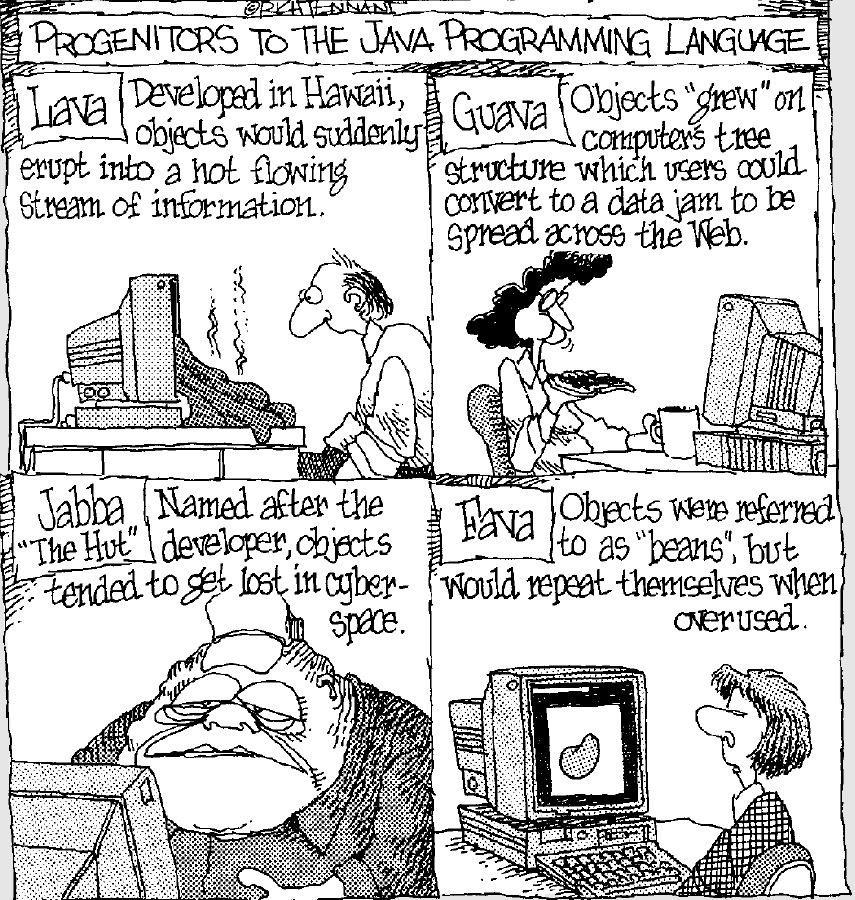 © RICH TENNANT
PROGENITORS TO THE JAVA PROGRAMMING LANGUAGE
Lava
Developed in Hawaii,
objects would suddenly
erupt into a hot flowing
stream of information.
Guava
Objects "grew" on
computers tree
structure which users could
convert to a data jam to be
spread across the Web.
Jabba
"The Hut"
Named after the
developer, objects
tended to get lost in cyber-
space.
Fava
Objects were referred
to as "beans", but
would repeat themselves when
overused.